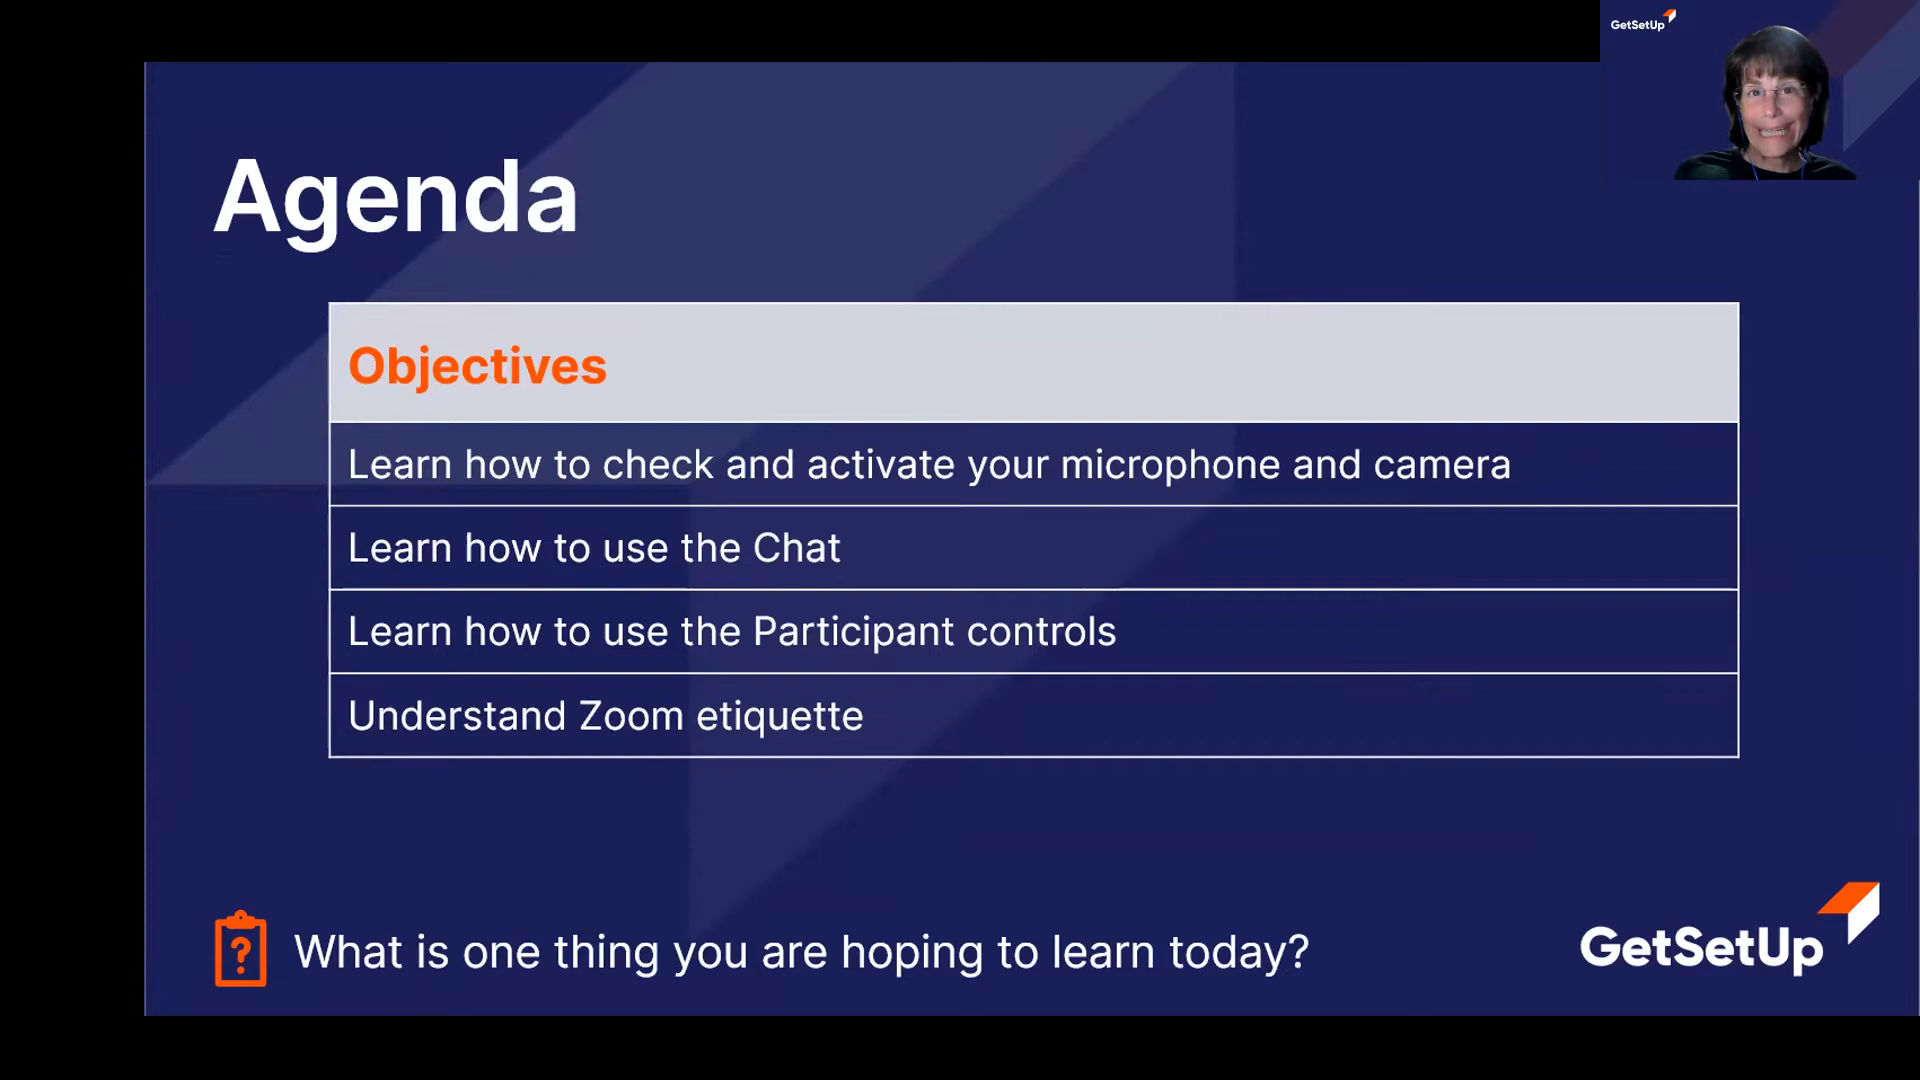 GetSetUp
Agenda
Objectives
Learn how to check and activate your microphone and camera
Learn how to use the Chat
Learn how to use the Participant controls
Understand Zoom etiquette
What is one thing you are hoping to learn today?
GetSetUp